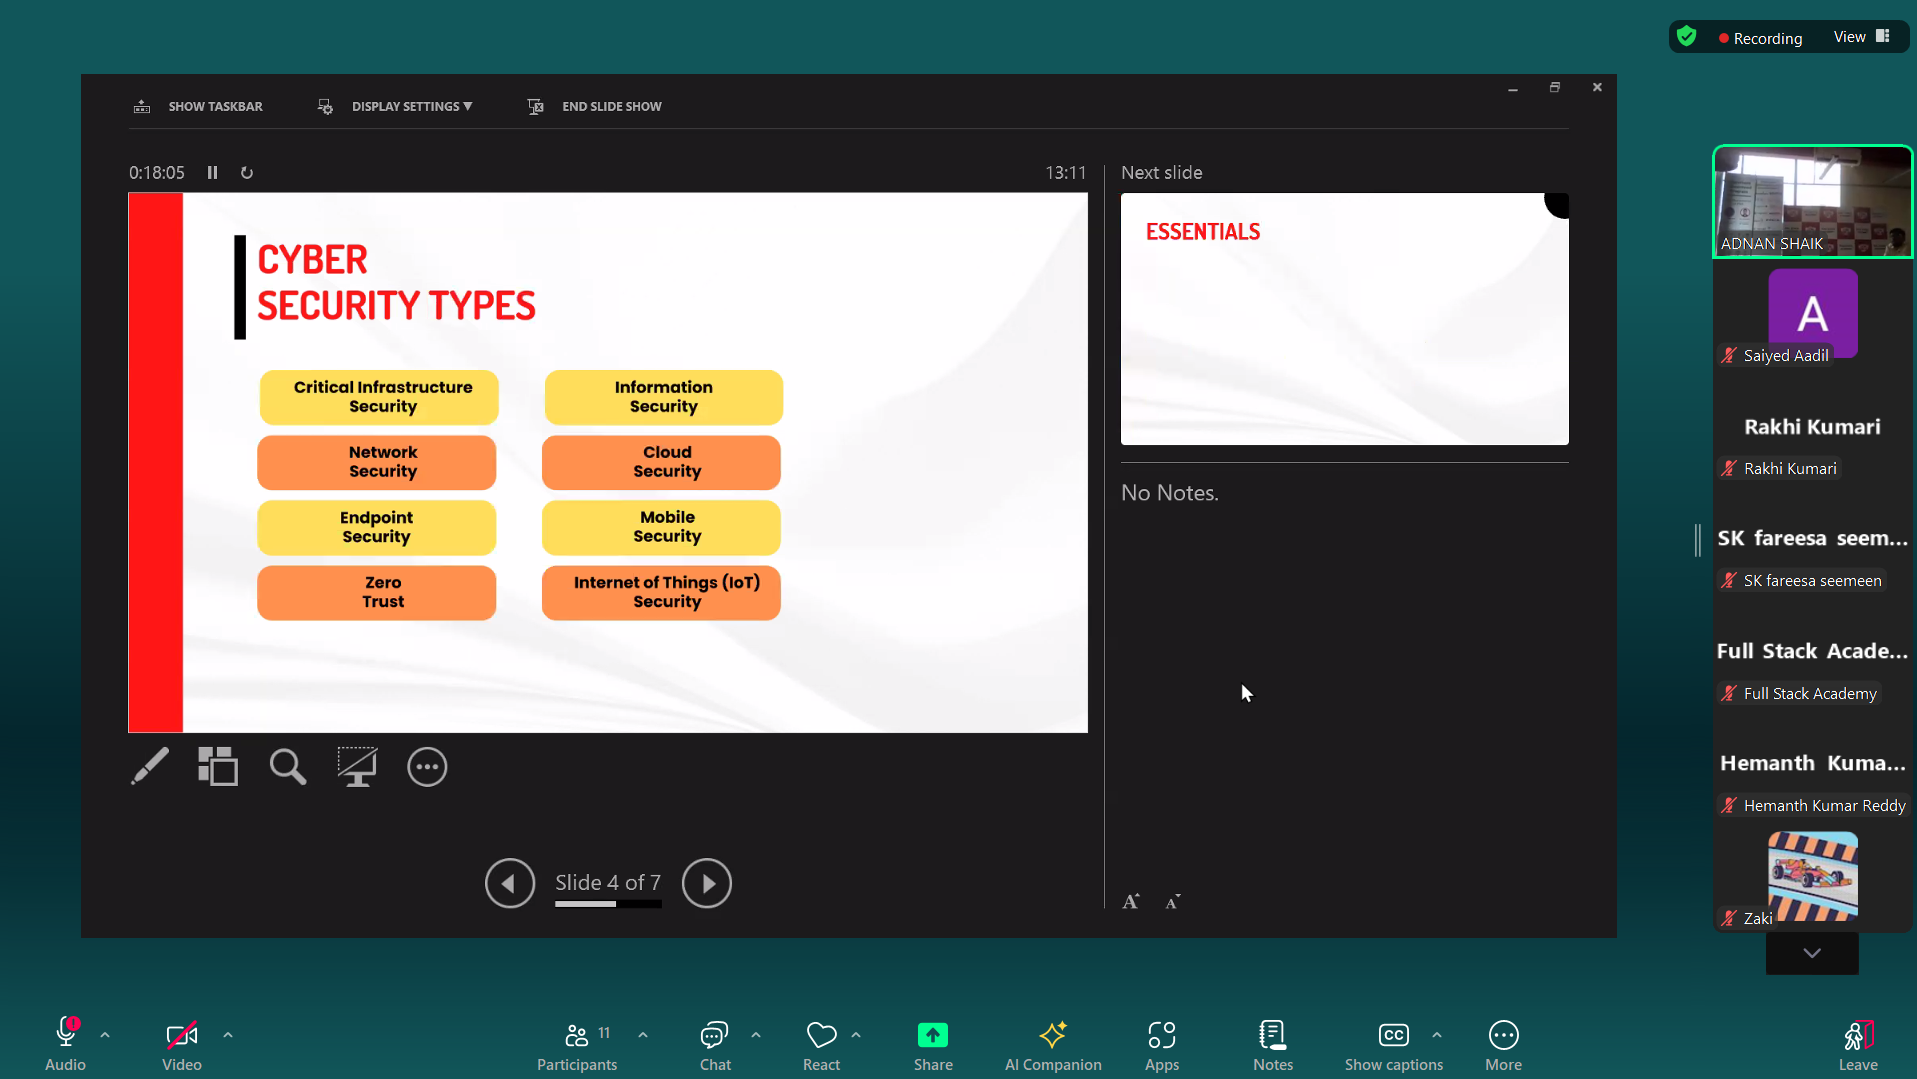 Recording
View
SHOW TASKBAR
DISPLAY SETTINGS ▼
END SLIDE SHOW
0:18:05
13:11
Next slide
CYBER
SECURITY TYPES
Critical Infrastructure
Security
Information
Security
Network
Security
Cloud
Security
Endpoint
Security
Mobile
Security
Zero
Trust
Internet of Things (IoT)
Security
ESSENTIALS
No Notes.
Slide 4 of 7
A
A
ADNAN SHAIK
A
Saiyed Aadil
Rakhi Kumari
Rakhi Kumari
SK fareesa seem...
SK fareesa seemeen
Full Stack Acade...
Full Stack Academy
Hemanth Kuma...
Hemanth Kumar Reddy
Zaki
Audio
Video
11
Participants
Chat
React
Share
AI Companion
Apps
Notes
CC
Show captions
More
Leave